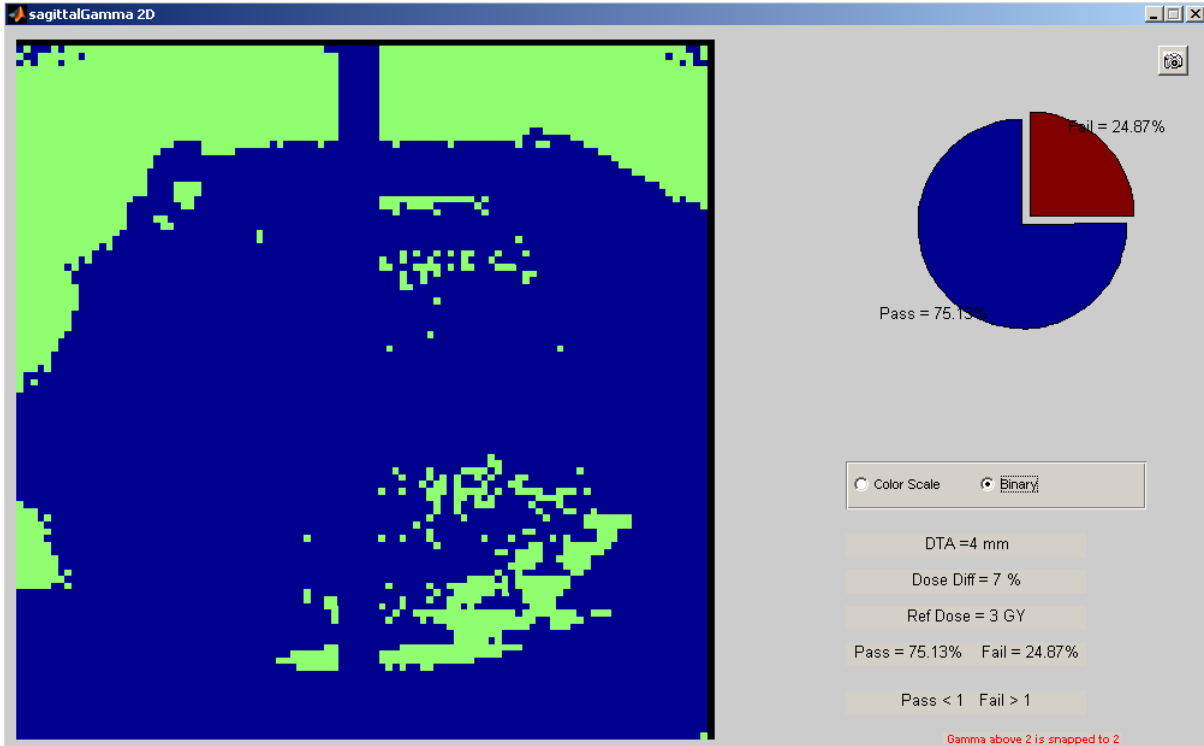 sagittalGamma 2D
Fail = 24.87%
Pass = 75.13%
Color Scale
Binary
DTA =4 mm
Dose Diff = 7 %
Ref Dose = 3 GY
Pass = 75.13% Fail = 24.87%
Pass < 1 Fail > 1
Gamma above 2 is snapped to 2